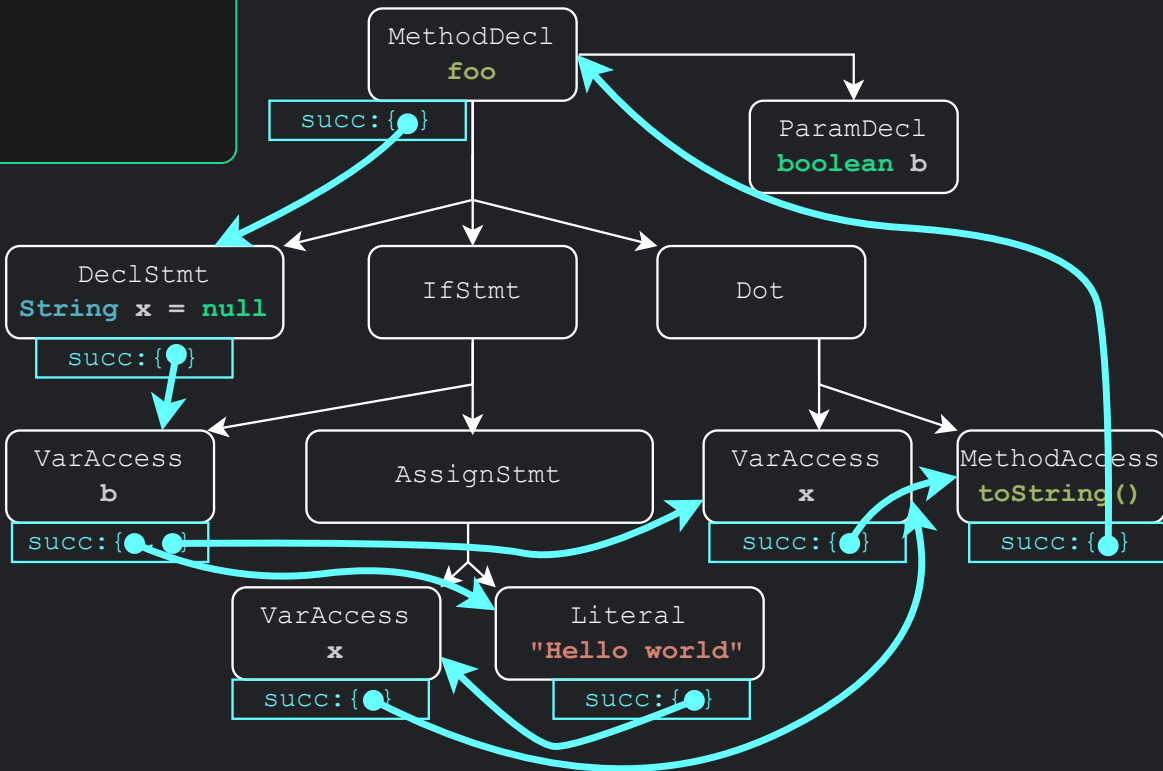 MethodDecl
foo
succ:{ }
ParamDecl
boolean b
DeclStmt
String x = null
succ:{ }
IfStmt
Dot
VarAccess
b
succ:{ , }
AssignStmt
VarAccess
x
succ:{ }
MethodAccess
toString()
succ:{ }
VarAccess
x
succ:{ }
Literal
"Hello world"
succ:{ }